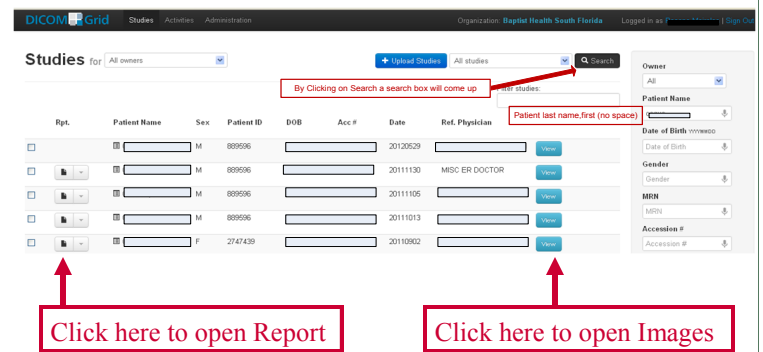 DICOM Grid Studies Activities Administration Organization: Baptist Health South Florida Logged in as | Sign Out
Studies for All owners + Upload Studies All studies Search
By Clicking on Search a search box will come up
studies:
Patient last name,first (no space)
Rpt. Patient Name Sex Patient ID DOB Acc # Date Ref. Physician
M 889596 20120529 View
M 889596 20111130 MISC ER DOCTOR View
M 889596 20111105 View
M 889596 20111013 View
F 2747439 20110902 View
Owner
All
Patient Name
Date of Birth YYYYMMDD
Date of Birth
Gender
Gender
MRN
MRN
Accession #
Accession #
Click here to open Report
Click here to open Images